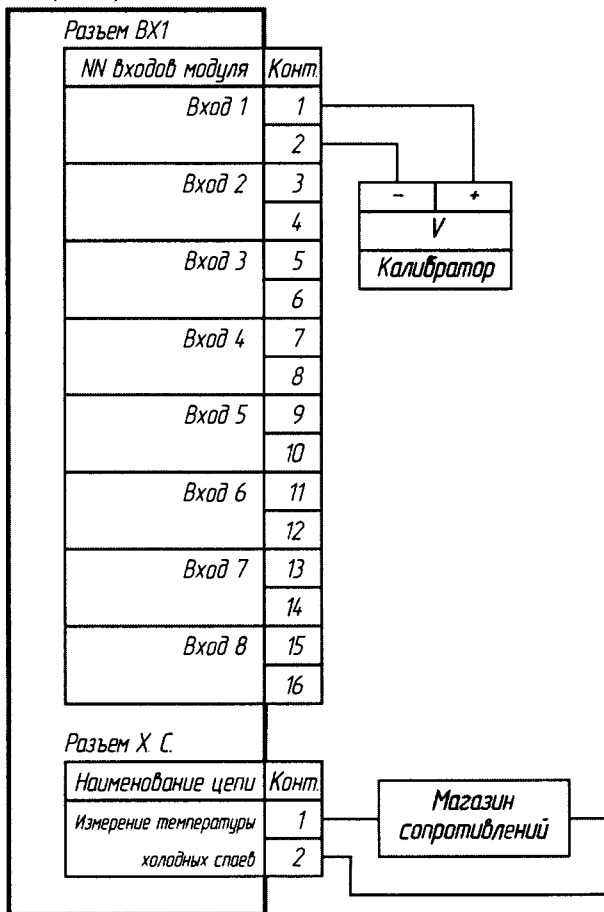 Разъем ВХ1
NN входов модуля Конт.
Вход 1 1
2
Вход 2 3
4
Вход 3 5
6
Вход 4 7
8
Вход 5 9
10
Вход 6 11
12
Вход 7 13
14
Вход 8 15
16
- +
V
Калибратор
Разъем Х. С.
Наименование цепи Конт.
Измерение температуры 1
холодных спаев 2
Магазин
сопротивлений